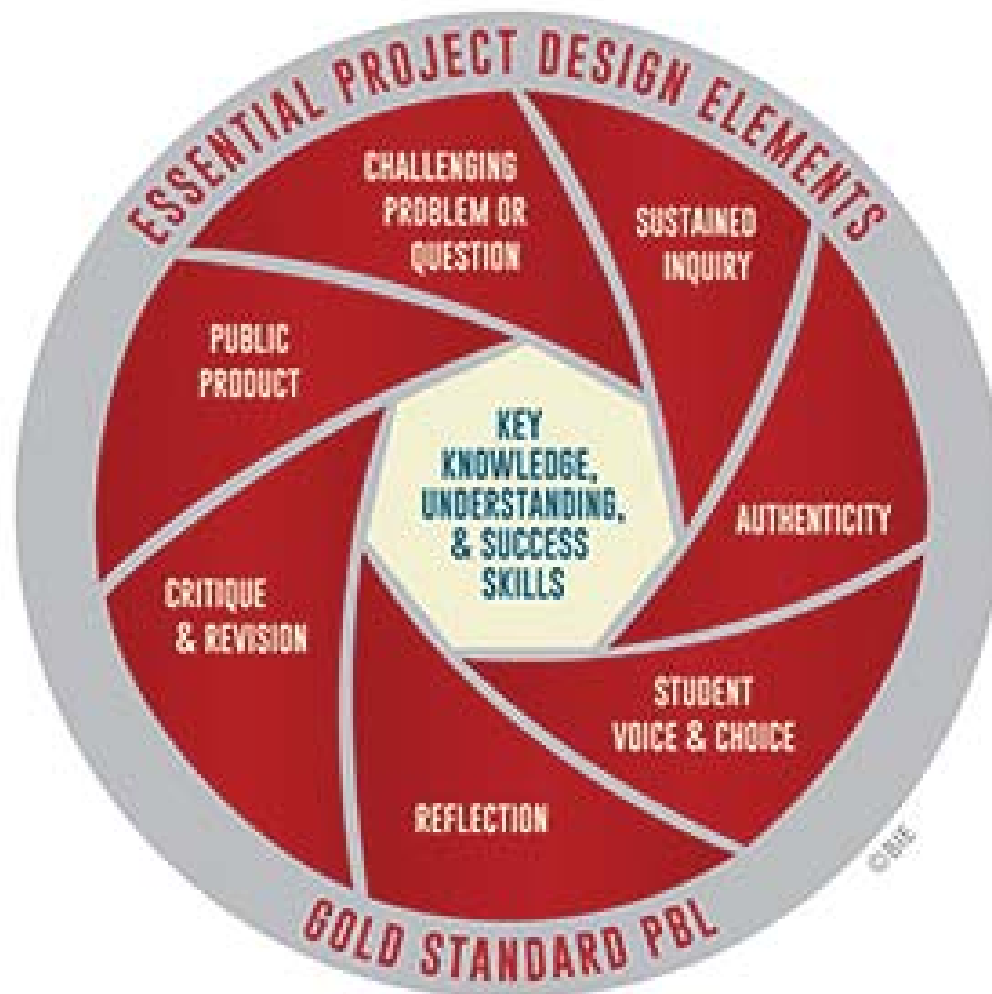 ESSENTIAL PROJECT DESIGN ELEMENTS
CHALLENGING
PROBLEM OR
QUESTION
SUSTAINED
INQUIRY
AUTHENTICITY
STUDENT
VOICE & CHOICE
REFLECTION
CRITIQUE
& REVISION
PUBLIC
PRODUCT
KEY
KNOWLEDGE,
UNDERSTANDING,
& SUCCESS
SKILLS
GOLD STANDARD PBL
© BIE